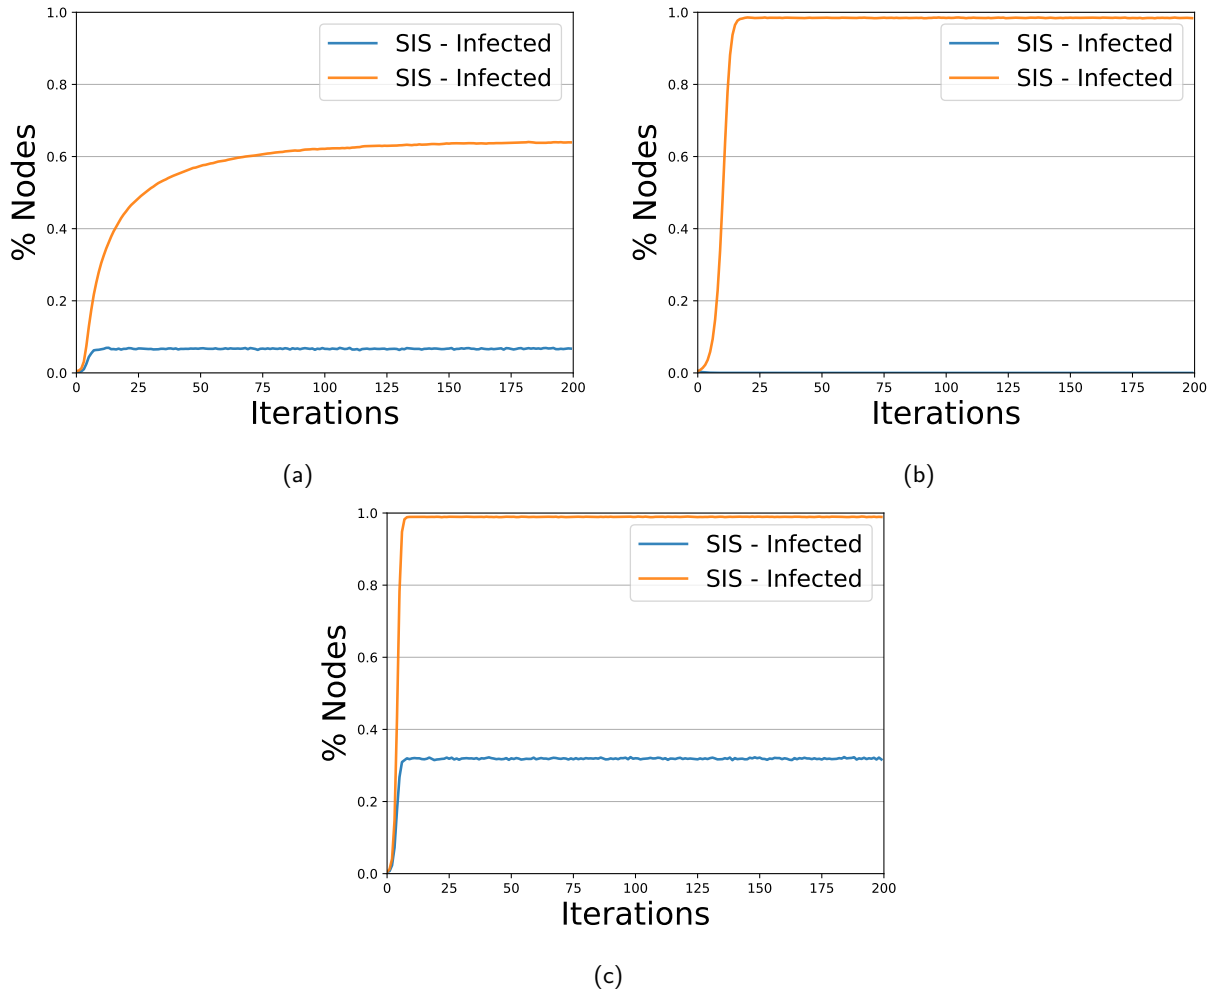 1.0
0.8
0.6
0.4
0.2
0.0
% Nodes
SIS - Infected
SIS - Infected
0 25 50 75 100 125 150 175 200
Iterations
(a)
1.0
0.8
0.6
0.4
0.2
0.0
% Nodes
SIS - Infected
SIS - Infected
0 25 50 75 100 125 150 175 200
Iterations
(b)
1.0
0.8
0.6
0.4
0.2
0.0
% Nodes
SIS - Infected
SIS - Infected
0 25 50 75 100 125 150 175 200
Iterations
(c)